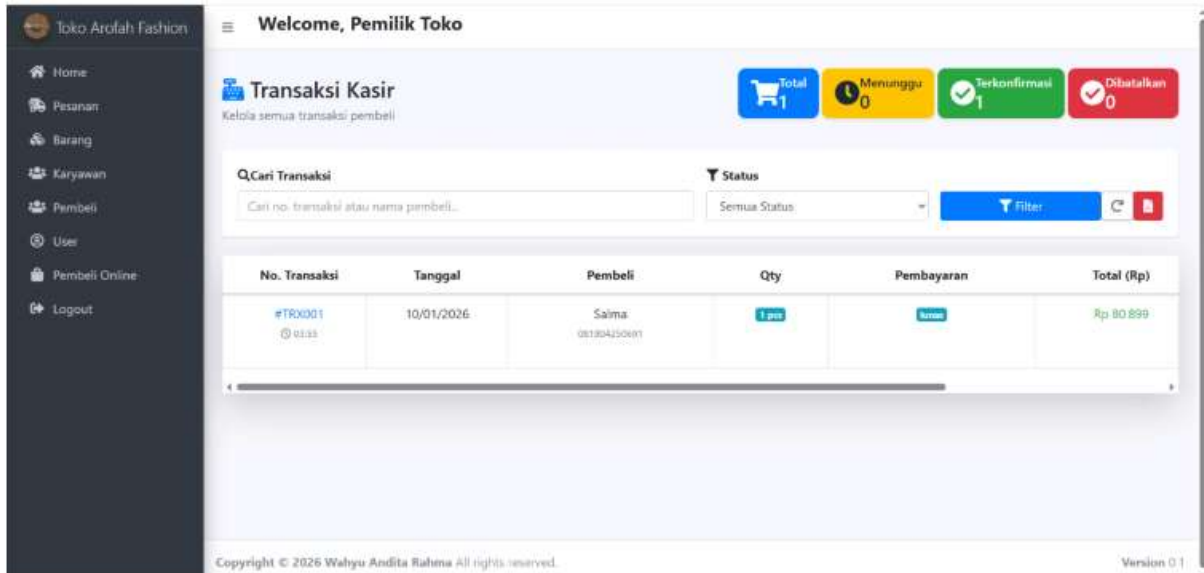 Toko Arofah Fashion
Welcome, Pemilik Toko
Home
Pesanan
Barang
Karyawan
Pembeli
User
Pembeli Online
Logout
Transaksi Kasir
Kelola semua transaksi pembeli
Total
1
Menunggu
0
Terkonfirmasi
1
Dibatalkan
0
Cari Transaksi
Cari no. transaksi atau nama pembeli...
Status
Semua Status
Filter
No. Transaksi Tanggal Pembeli Qty Pembayaran Total (Rp)
#TRX001 10/01/2026 Salma 1 pcs lunas Rp 80.899
Copyright © 2026 Wahyu Andita Rahma All rights reserved.
Version 0.1